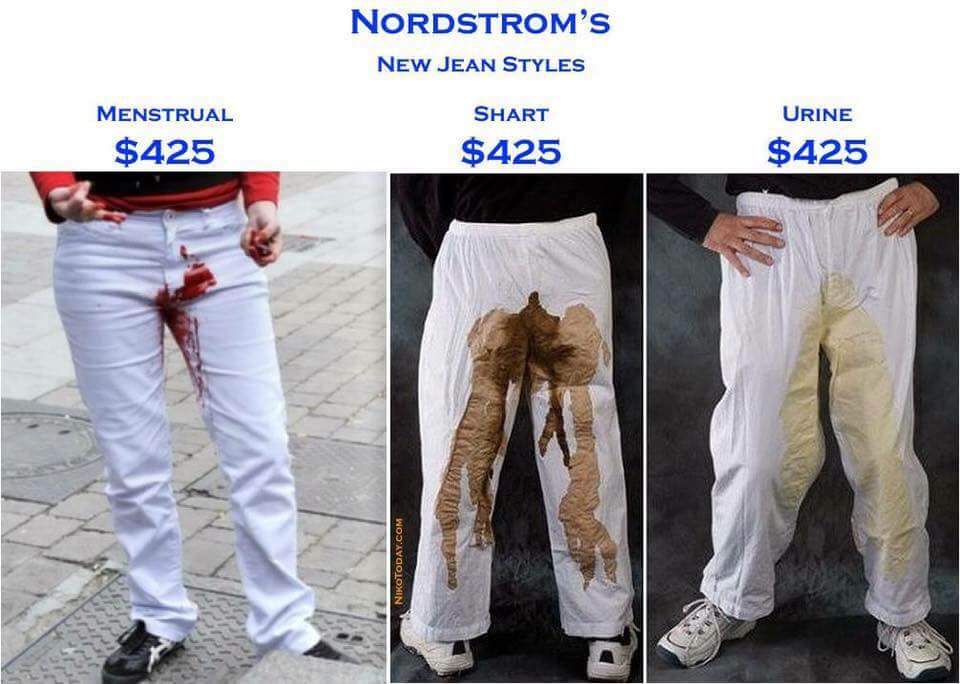 Nordstrom's
New Jean Styles
Menstrual
$425
Shart
$425
Urine
$425
NikoToday.com